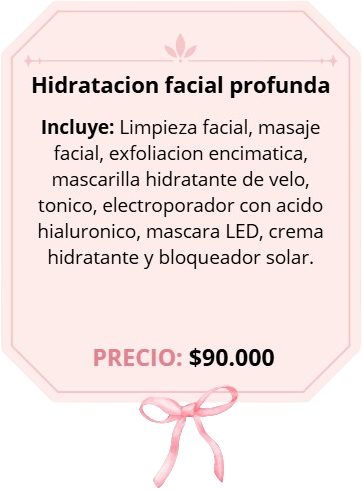 Hidratacion facial profunda
Incluye: Limpieza facial, masaje
facial, exfoliacion encimatica,
mascarilla hidratante de velo,
tonico, electroporador con acido
hialuronico, mascara LED, crema
hidratante y bloqueador solar.
PRECIO: $90.000